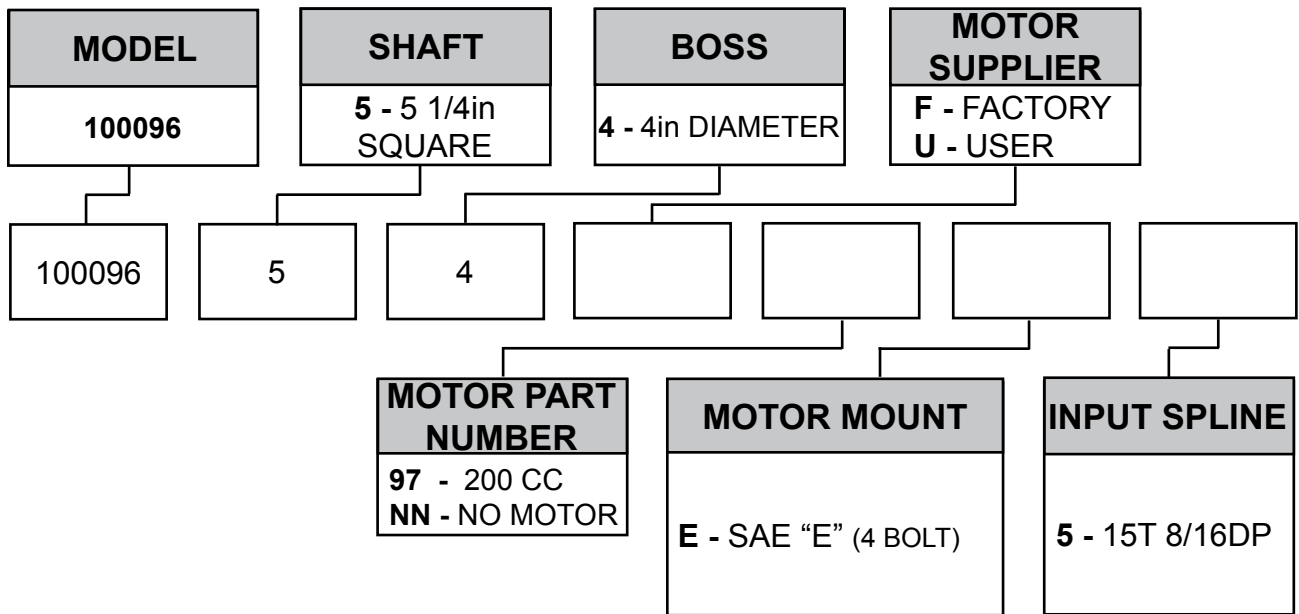 MODEL
100096
SHAFT
5 - 5 1/4in
SQUARE
BOSS
4 - 4in DIAMETER
MOTOR
SUPPLIER
F - FACTORY
U - USER
100096
5
4
MOTOR PART
NUMBER
97 - 200 CC
NN - NO MOTOR
MOTOR MOUNT
E - SAE “E” (4 BOLT)
INPUT SPLINE
5 - 15T 8/16DP